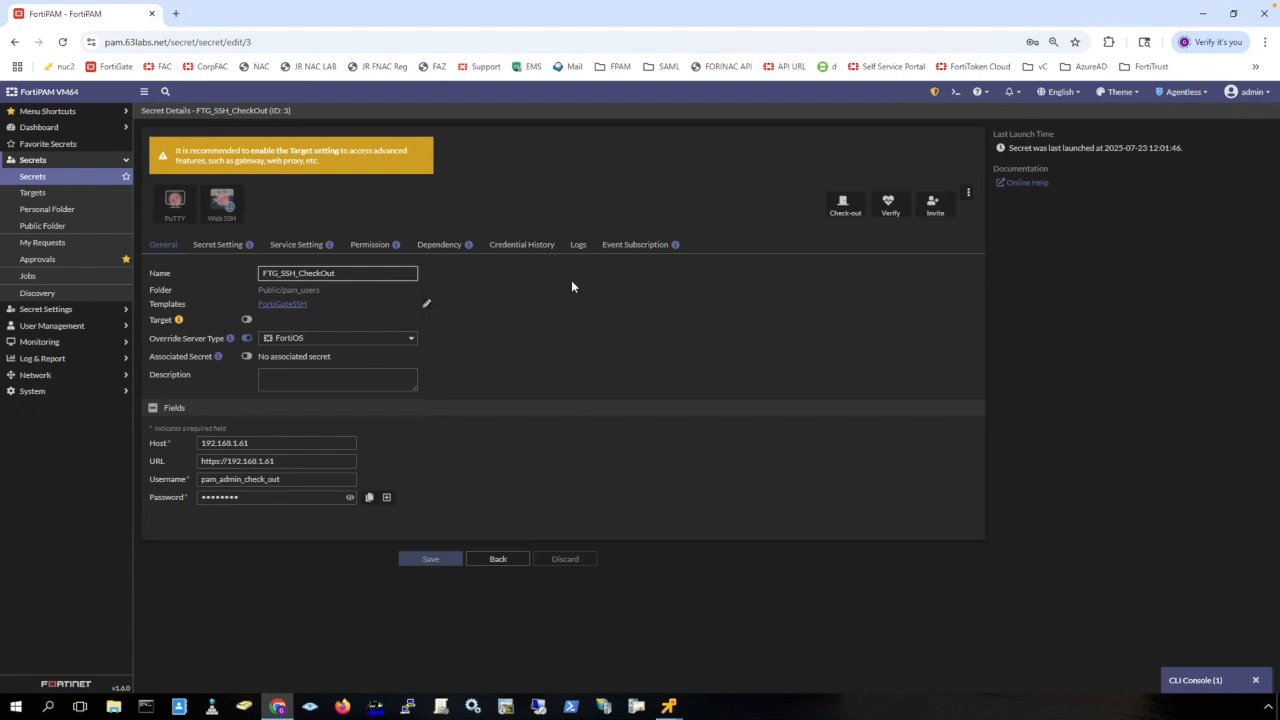 FortiPAM - FortiPAM
pam.63labs.net/secret/secret/edit/3
Verify it's you
nuc2 FortiGate FAC CorpFAC NAC JR NAC LAB JR FNAC Reg FAZ Support EMS Mail FPAM SAML FORINAC API API URL d Self Service Portal FortiToken Cloud vC AzureAD FortiTrust
FortiPAM VM64
English Theme Agentless admin
Menu Shortcuts
Dashboard
Favorite Secrets
Secrets
Secrets
Targets
Personal Folder
Public Folder
My Requests
Approvals
Jobs
Discovery
Secret Settings
User Management
Monitoring
Log & Report
Network
System
FORTINET v1.6.0
Secret Details - FTG_SSH_CheckOut (ID: 3)
It is recommended to enable the Target setting to access advanced
features, such as gateway, web proxy, etc.
PuTTY Web SSH
Check-out Verify Invite
General Secret Setting Service Setting Permission Dependency Credential History Logs Event Subscription
Name FTG_SSH_CheckOut
Folder Public/pam_users
Templates FortiGateSSH
Target
Override Server Type FortiOS
Associated Secret No associated secret
Description
Fields
* Indicates a required field
Host* 192.168.1.61
URL https://192.168.1.61
Username* pam_admin_check_out
Password* ••••••••
Save Back Discard
Last Launch Time
Secret was last launched at 2025-07-23 12:01:46.
Documentation
Online Help
CLI Console (1)